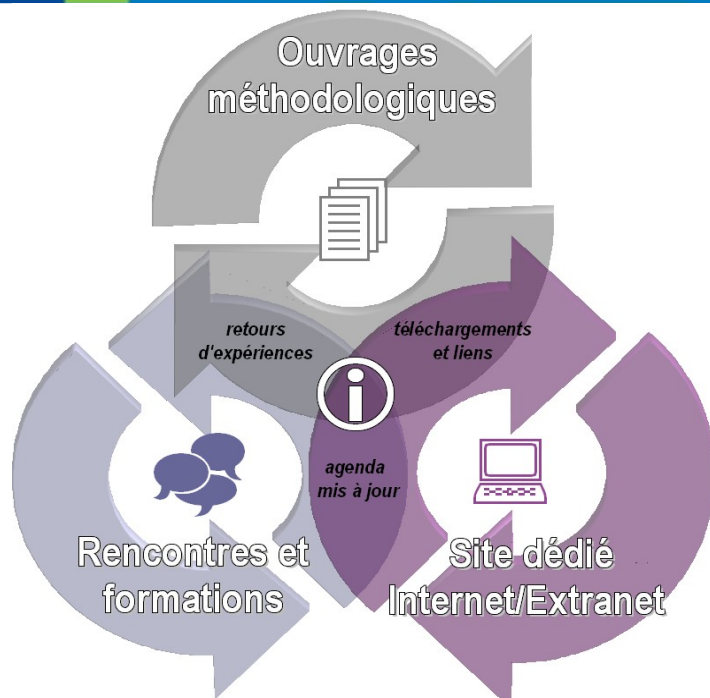 Ouvrages
méthodologiques
retours
d'expériences
téléchargements
et liens
agenda
mis à jour
Rencontres et
formations
Site dédié
Internet/Extranet